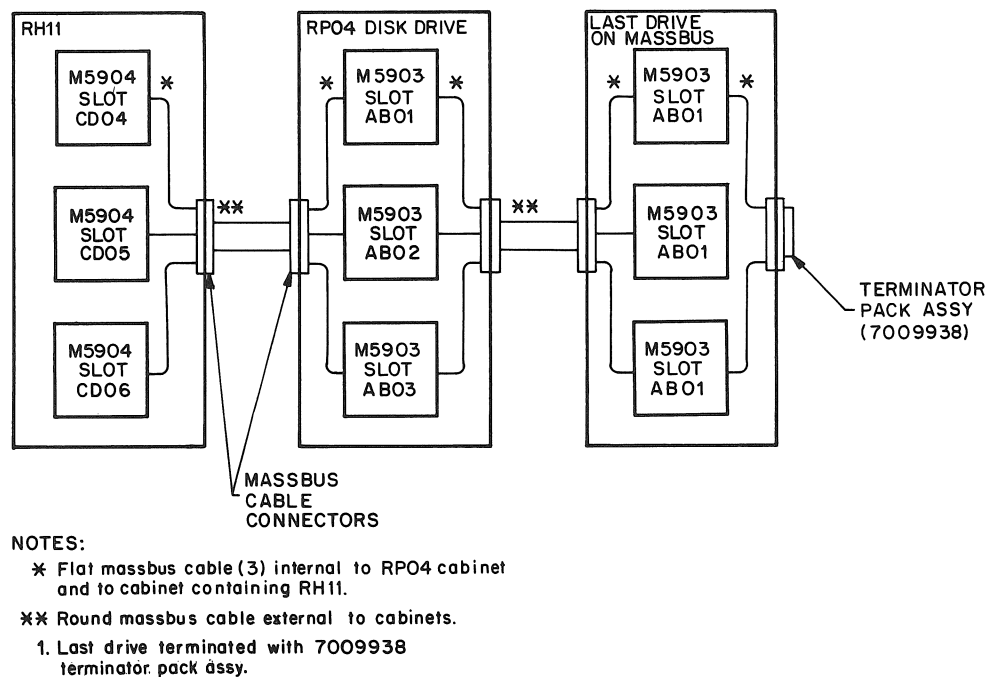 RH11
M5904
SLOT
CD04
*
M5904
SLOT
CD05
M5904
SLOT
CD06
**
RP04 DISK DRIVE
*
M5903
SLOT
AB01
*
M5903
SLOT
AB02
M5903
SLOT
AB03
**
LAST DRIVE
ON MASSBUS
*
M5903
SLOT
AB01
*
M5903
SLOT
AB01
M5903
SLOT
AB01
TERMINATOR
PACK ASSY
(7009938)
MASSBUS
CABLE
CONNECTORS
NOTES:
* Flat massbus cable (3) internal to RP04 cabinet
and to cabinet containing RH11.
** Round massbus cable external to cabinets.
1. Last drive terminated with 7009938
terminator pack assy.